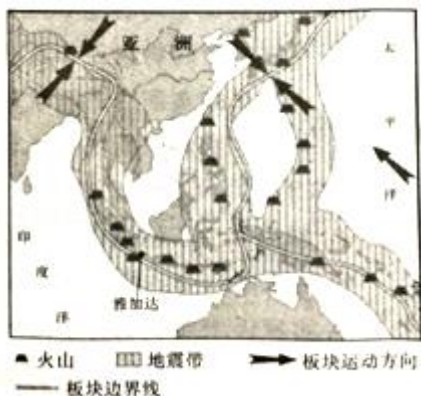 亚洲
太平洋
印度洋
雅加达
火山 地震带 板块运动方向
板块边界线